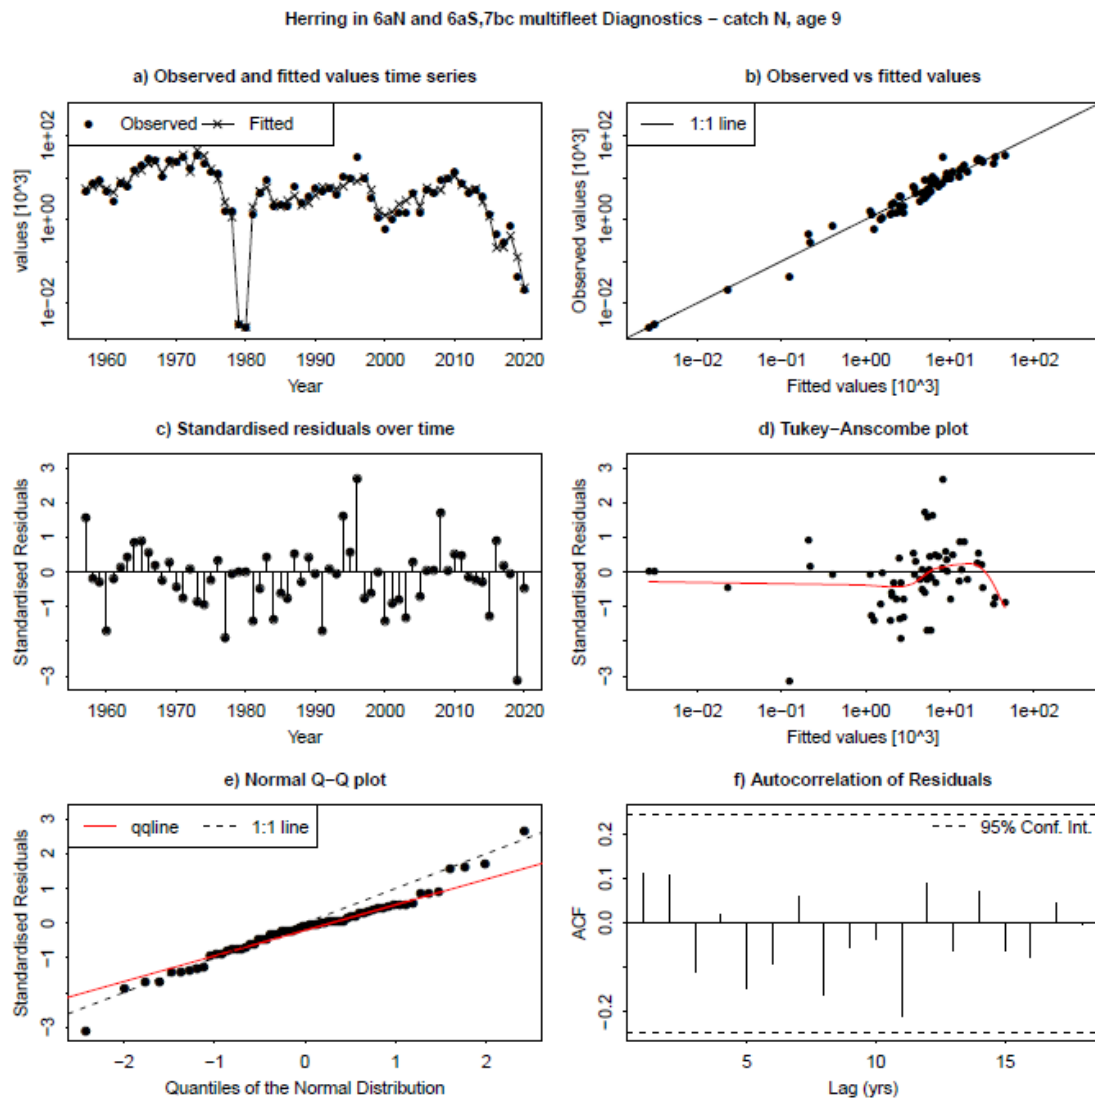 Herring in 6aN and 6aS,7bc multifleet Diagnostics − catch N, age 9
a) Observed and fitted values time series
Observed Fitted
values [10^3]
1e−02 1e+00 1e+02
1960 1970 1980 1990 2000 2010 2020
Year
b) Observed vs fitted values
1:1 line
Observed values [10^3]
1e−02 1e+00 1e+02
1e−02 1e−01 1e+00 1e+01 1e+02
Fitted values [10^3]
c) Standardised residuals over time
Standardised Residuals
−3 −1 0 1 2 3
1960 1970 1980 1990 2000 2010 2020
Year
d) Tukey−Anscombe plot
Standardised Residuals
−3 −1 0 1 2 3
1e−02 1e−01 1e+00 1e+01 1e+02
Fitted values [10^3]
e) Normal Q−Q plot
qqline 1:1 line
Standardised Residuals
−3 −1 0 1 2 3
−2 −1 0 1 2
Quantiles of the Normal Distribution
f) Autocorrelation of Residuals
95% Conf. Int.
ACF
−0.2 0.0 0.1 0.2
5 10 15
Lag (yrs)